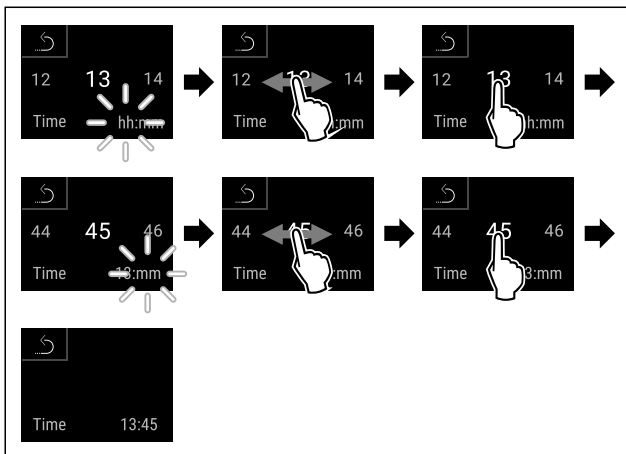 12 13 14
Time hh:mm
12 14
Time
12 13 14
Time h:mm
44 45 46
Time 13:mm
44 45 46
Time :mm
44 45 46
Time 3:mm
Time 13:45